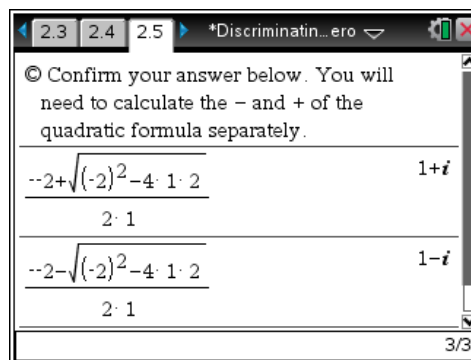 2.3 2.4 2.5 *Discriminatin...ero
© Confirm your answer below. You will
need to calculate the − and + of the
quadratic formula separately.
--2+√((-2)²−4· 1· 2)
1+i
2· 1
--2−√((-2)²−4· 1· 2)
1−i
2· 1
3/3